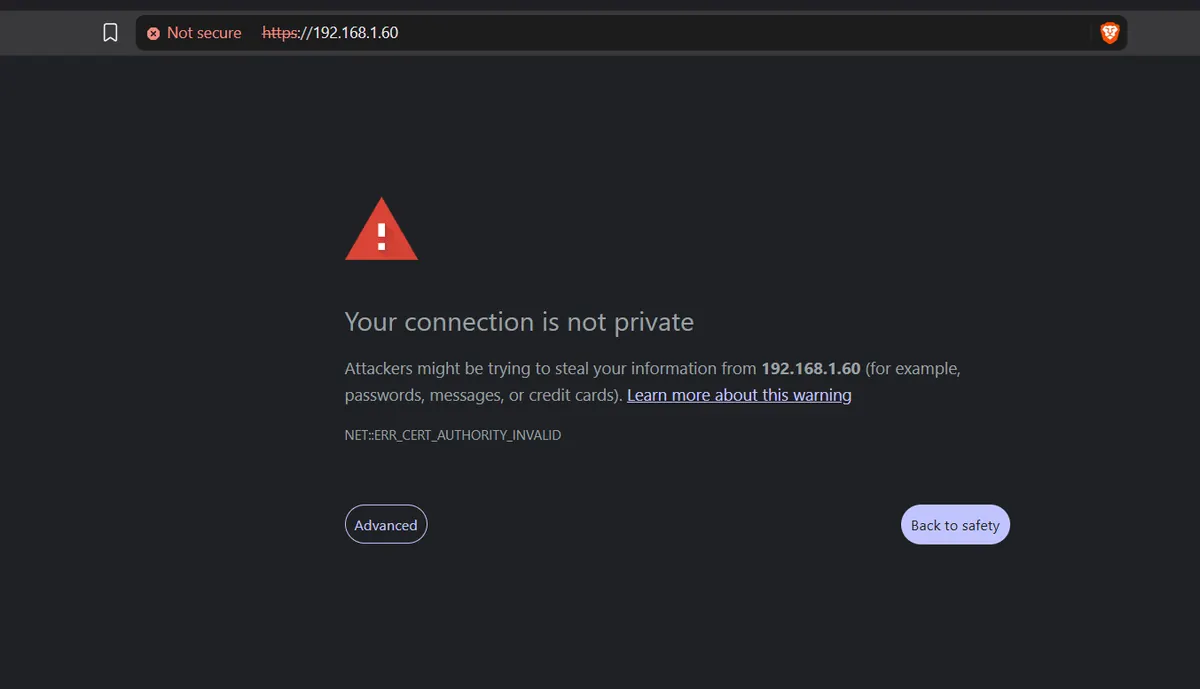 Not secure https://192.168.1.60
Your connection is not private
Attackers might be trying to steal your information from 192.168.1.60 (for example,
passwords, messages, or credit cards). Learn more about this warning
NET::ERR_CERT_AUTHORITY_INVALID
Advanced
Back to safety